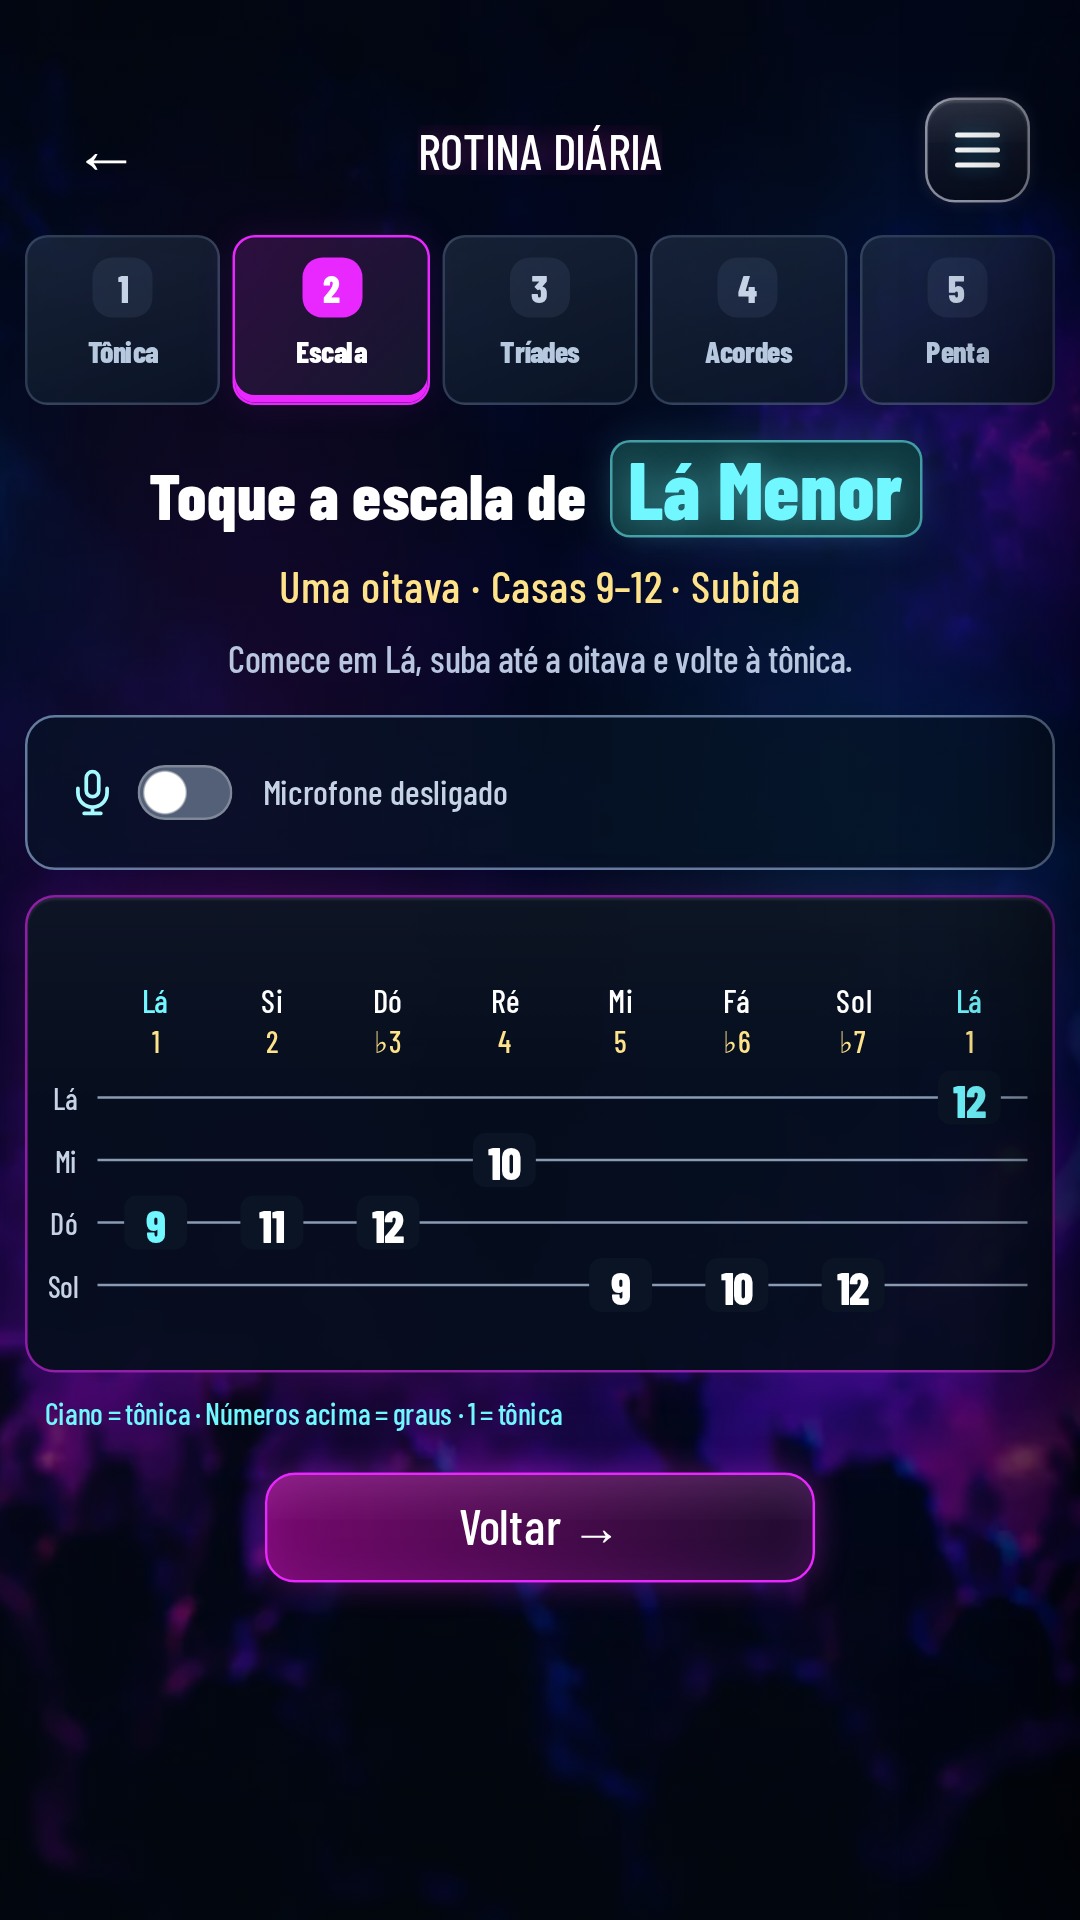 ← ROTINA DIÁRIA
1 2 3 4 5
Tônica Escala Tríades Acordes Penta
Toque a escala de Lá Menor
Uma oitava · Casas 9–12 · Subida
Comece em Lá, suba até a oitava e volte à tônica.
Microfone desligado
Lá Si Dó Ré Mi Fá Sol Lá
1 2 ♭3 4 5 ♭6 ♭7 1
Lá 12
Mi 10
Dó 9 11 12
Sol 9 10 12
Ciano = tônica · Números acima = graus · 1 = tônica
Voltar →